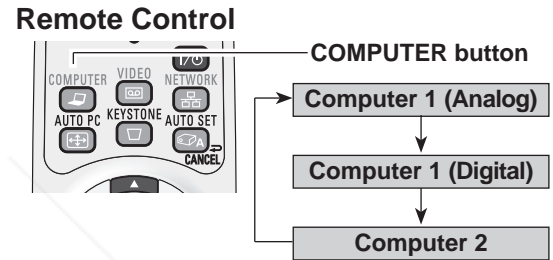 Remote Control
COMPUTER button
COMPUTER VIDEO NETWORK
AUTO PC KEYSTONE AUTO SET
A
CANCEL
Computer 1 (Analog)
Computer 1 (Digital)
Computer 2